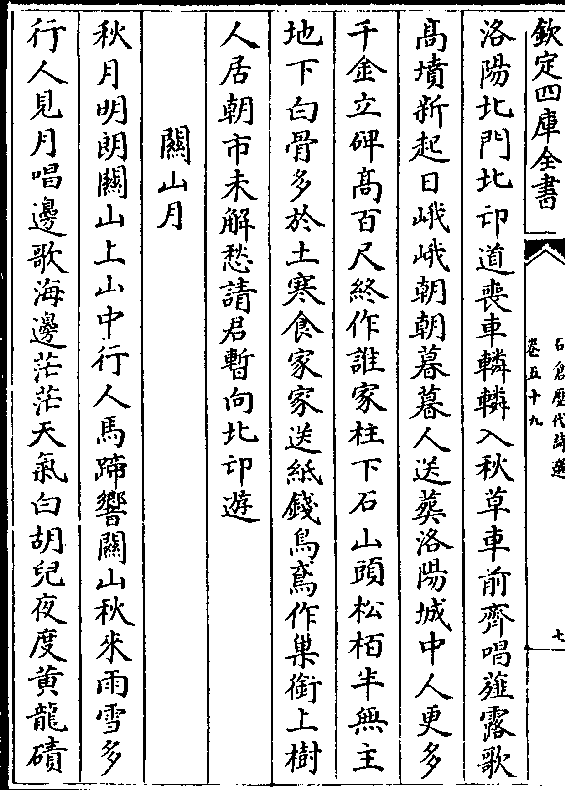 欽定四庫全書
石倉歷代詩選
卷五十九
七
洛陽北門北邙道喪車轔轔入秋草車前齊唱薤露歌
高墳新起日峨峨朝朝暮暮人送葬洛陽城中人更多
千金立碑高百尺終作誰家柱下石山頭松栢半無主
地下白骨多於土寒食家家送紙錢烏鳶作巢銜上樹
人居朝市未解愁請君暫向北邙遊
關山月
秋月明朗關山上山中行人馬蹄響關山秋來雨雪多
行人見月唱邊歌海邊茫茫天氣白胡兒夜度黃龍磧